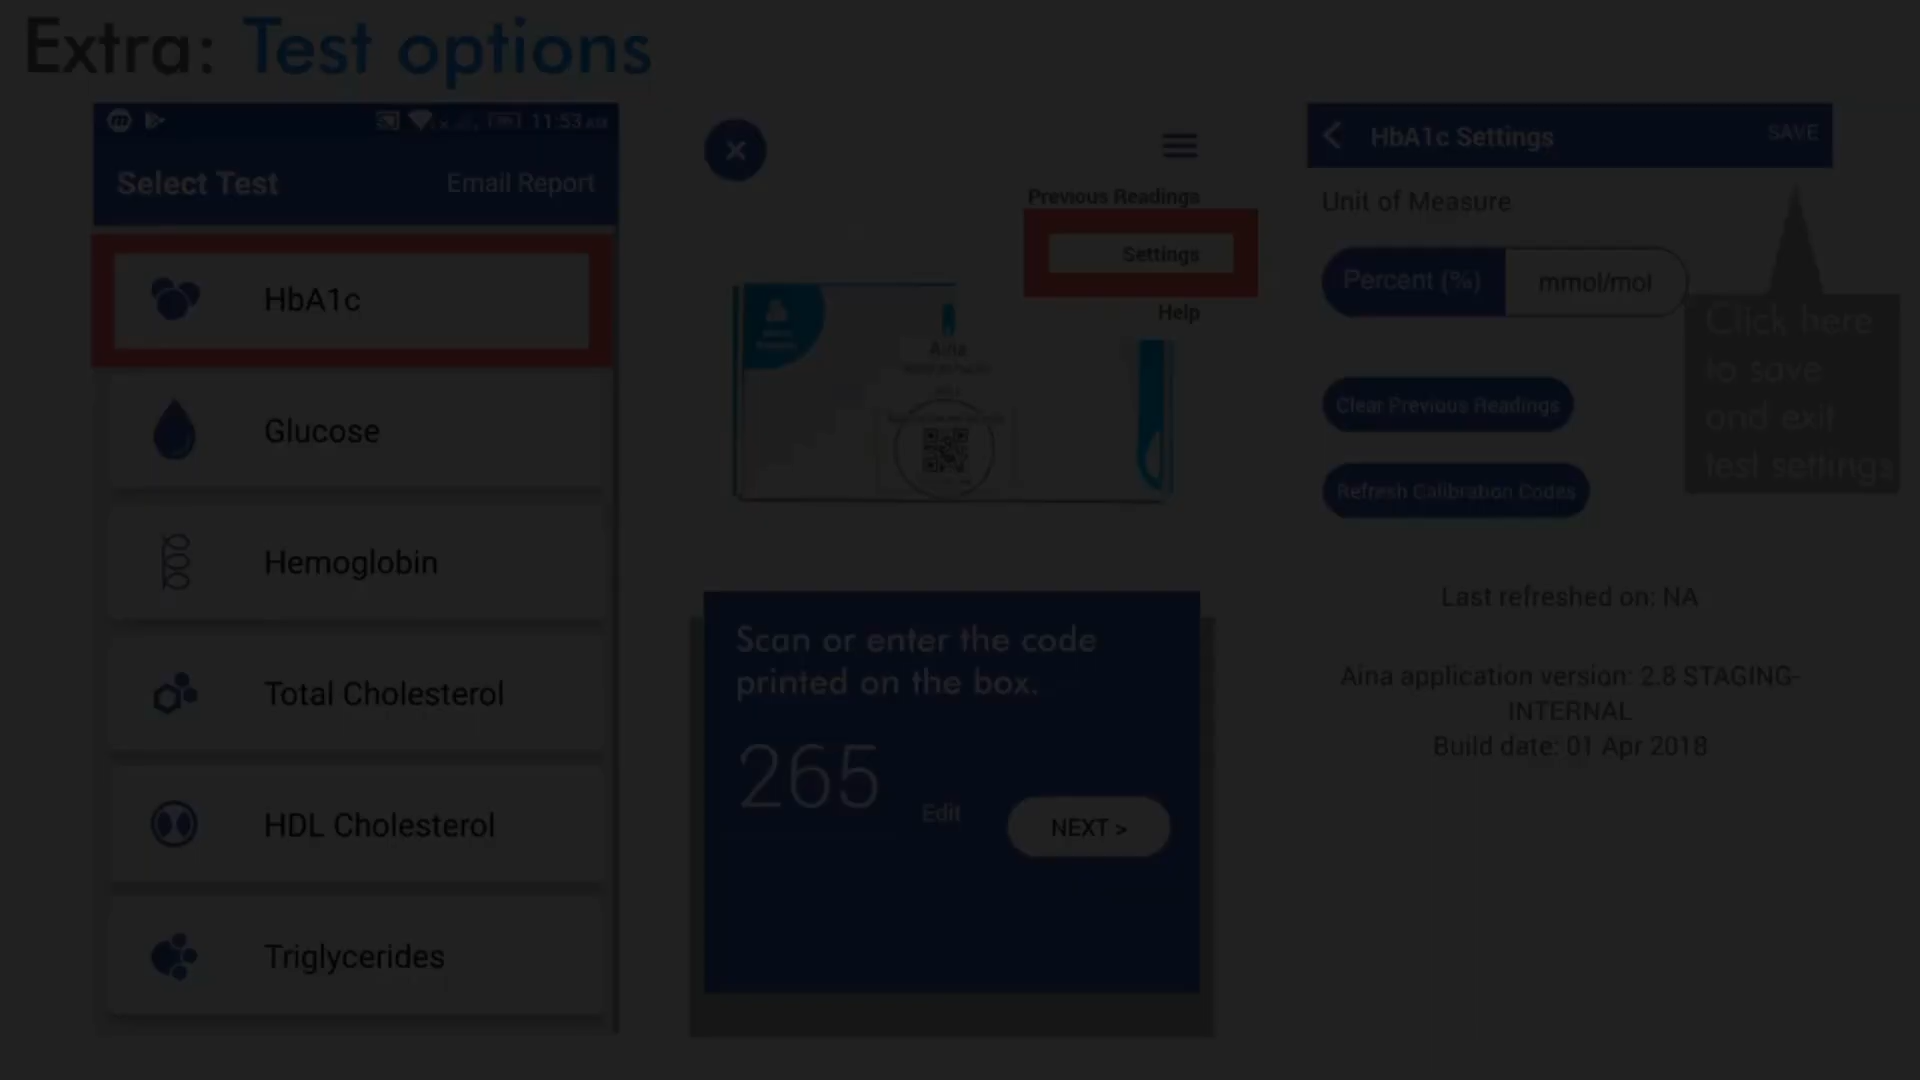 Extra: Test options
11:53 AM
Select Test
Email Report
HbA1c
Glucose
Hemoglobin
Total Cholesterol
HDL Cholesterol
Triglycerides
Previous Readings
Settings
Help
Aina
Scan or enter the code
printed on the box.
265
Edit
NEXT >
HbA1c Settings
SAVE
Unit of Measure
Percent (%)
mmol/mol
Clear Previous Readings
Refresh Calibration Codes
Last refreshed on: NA
Aina application version: 2.8 STAGING-
INTERNAL
Build date: 01 Apr 2018
Click here
to save
and exit
test settings